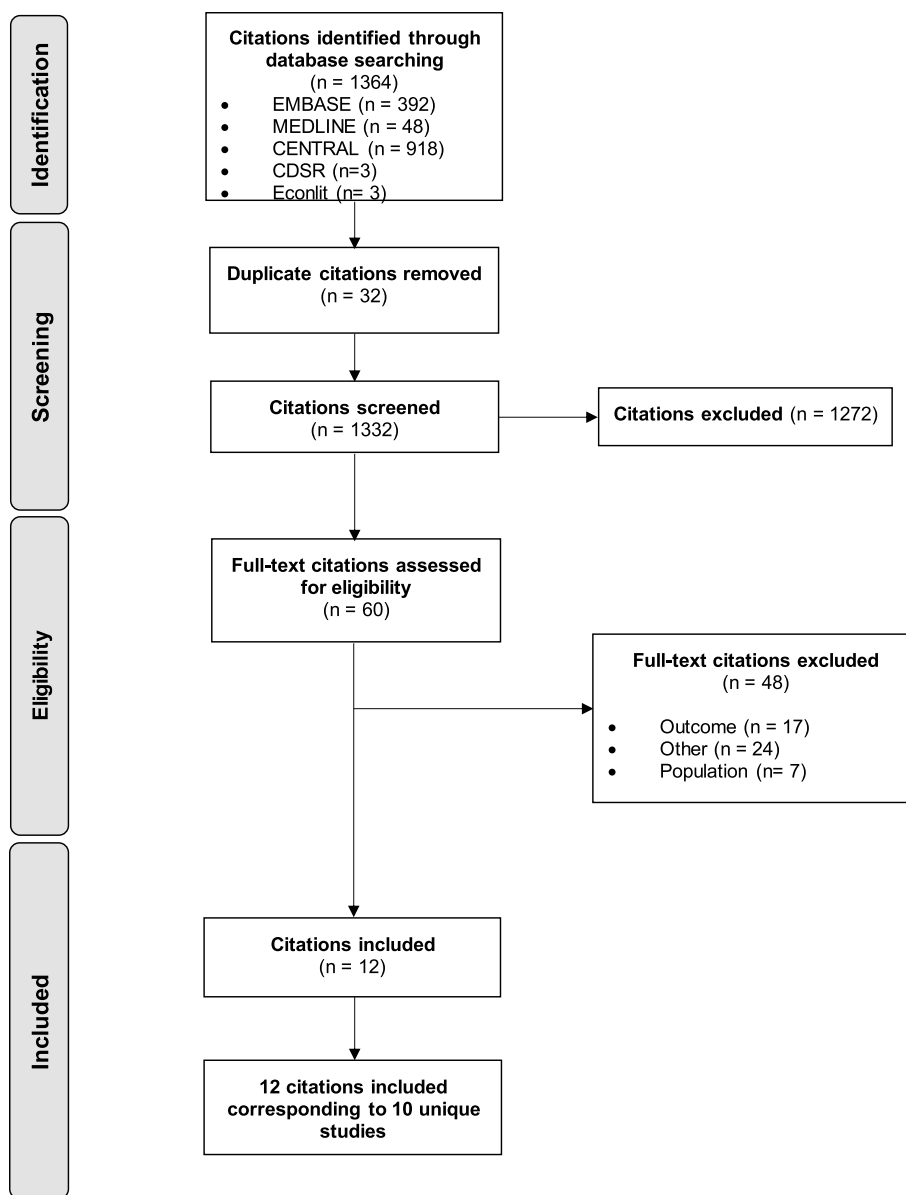 Identification
Citations identified through
database searching
(n = 1364)
• EMBASE (n = 392)
• MEDLINE (n = 48)
• CENTRAL (n = 918)
• CDSR (n=3)
• Econlit (n= 3)
Screening
Duplicate citations removed
(n = 32)
Citations screened
(n = 1332)
Citations excluded (n = 1272)
Eligibility
Full-text citations assessed
for eligibility
(n = 60)
Full-text citations excluded
(n = 48)
• Outcome (n = 17)
• Other (n = 24)
• Population (n= 7)
Included
Citations included
(n = 12)
12 citations included
corresponding to 10 unique
studies